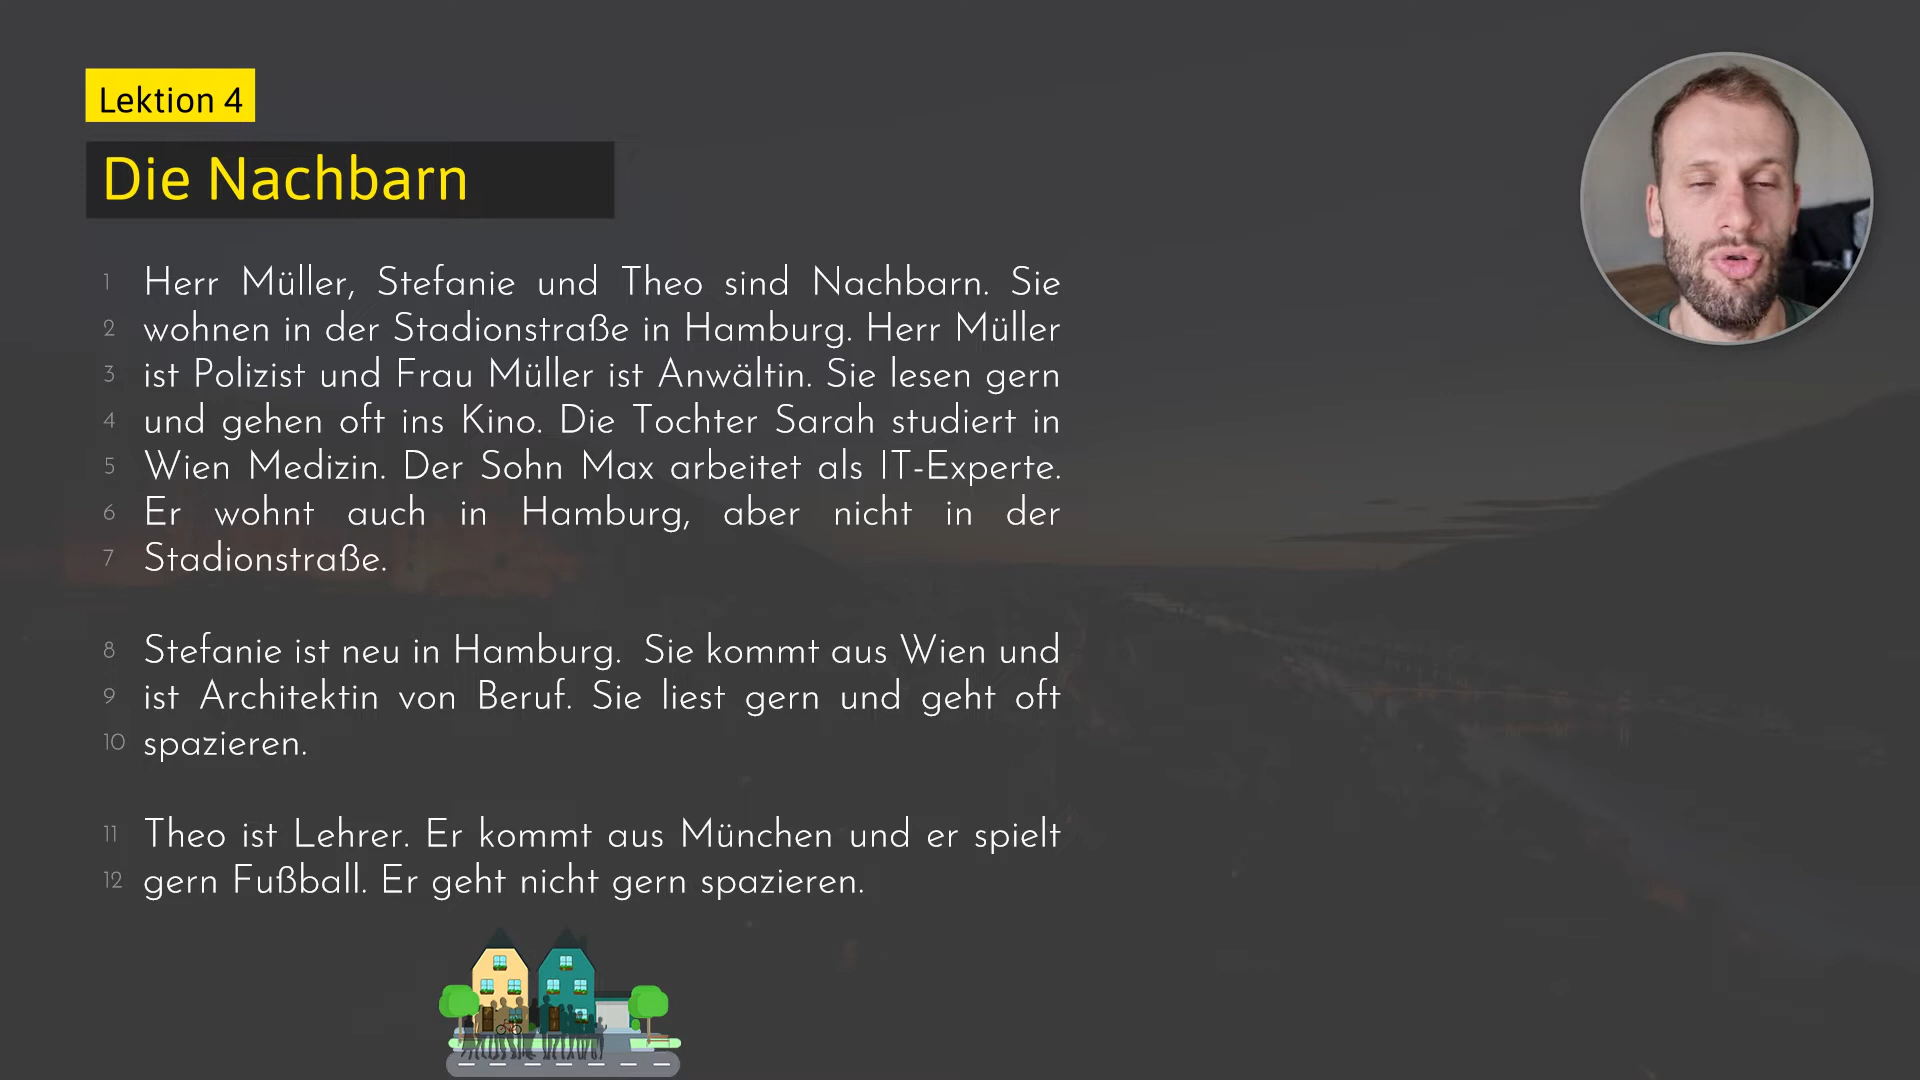 Lektion 4
Die Nachbarn
1 Herr Müller, Stefanie und Theo sind Nachbarn. Sie
2 wohnen in der Stadionstraße in Hamburg. Herr Müller
3 ist Polizist und Frau Müller ist Anwältin. Sie lesen gern
4 und gehen oft ins Kino. Die Tochter Sarah studiert in
5 Wien Medizin. Der Sohn Max arbeitet als IT-Experte.
6 Er wohnt auch in Hamburg, aber nicht in der
7 Stadionstraße.
8 Stefanie ist neu in Hamburg. Sie kommt aus Wien und
9 ist Architektin von Beruf. Sie liest gern und geht oft
10 spazieren.
11 Theo ist Lehrer. Er kommt aus München und er spielt
12 gern Fußball. Er geht nicht gern spazieren.